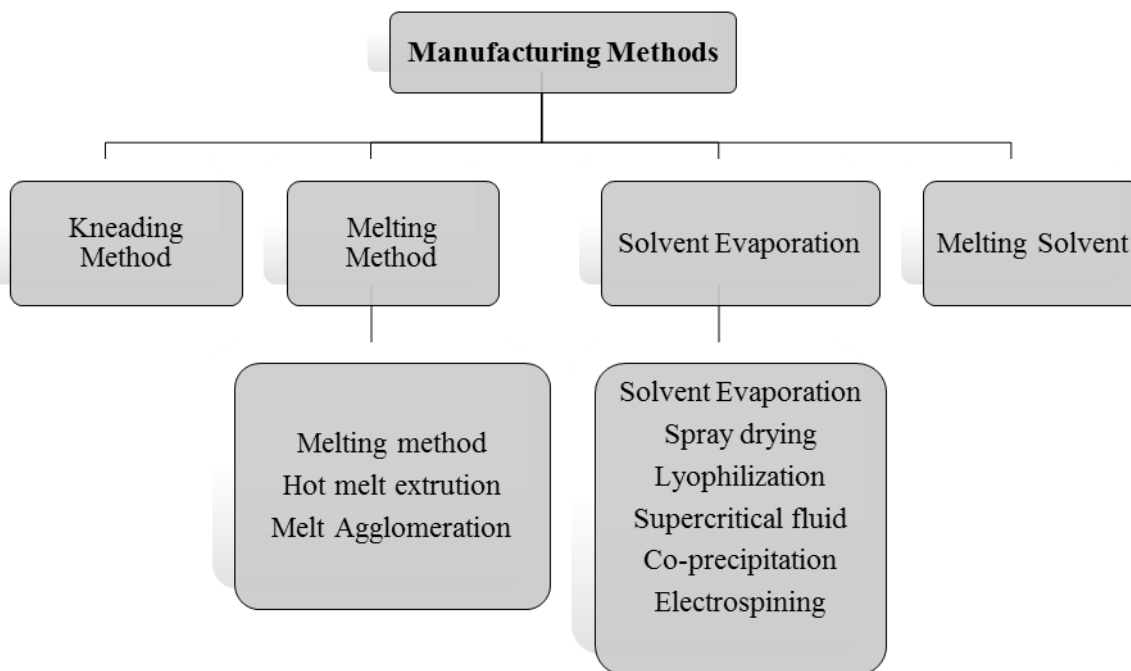 Manufacturing Methods
Kneading
Method
Melting
Method
Solvent Evaporation
Melting Solvent
Melting method
Hot melt extrution
Melt Agglomeration
Solvent Evaporation
Spray drying
Lyophilization
Supercritical fluid
Co-precipitation
Electrospining